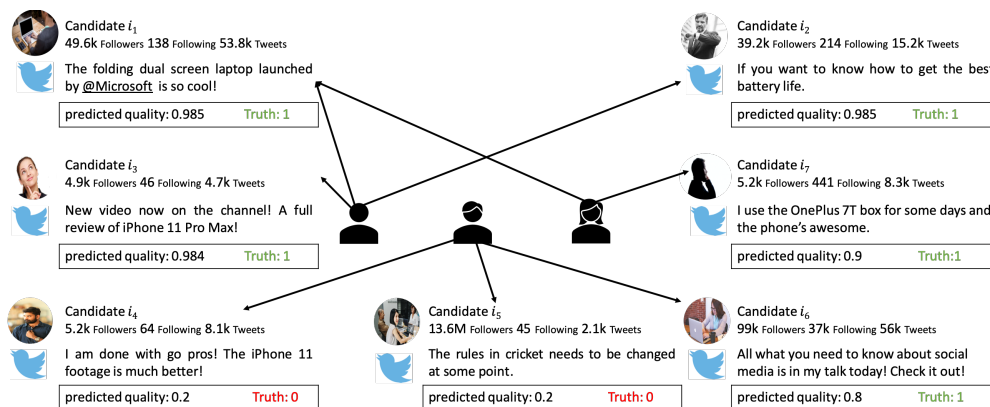 Candidate i₁
49.6k Followers 138 Following 53.8k Tweets
The folding dual screen laptop launched
by @Microsoft is so cool!
predicted quality: 0.985 Truth: 1
Candidate i₂
39.2k Followers 214 Following 15.2k Tweets
If you want to know how to get the best
battery life.
predicted quality: 0.985 Truth: 1
Candidate i₃
4.9k Followers 46 Following 4.7k Tweets
New video now on the channel! A full
review of iPhone 11 Pro Max!
predicted quality: 0.984 Truth: 1
Candidate i₇
5.2k Followers 441 Following 8.3k Tweets
I use the OnePlus 7T box for some days and
the phone's awesome.
predicted quality: 0.9 Truth:1
Candidate i₄
5.2k Followers 64 Following 8.1k Tweets
I am done with go pros! The iPhone 11
footage is much better!
predicted quality: 0.2 Truth: 0
Candidate i₅
13.6M Followers 45 Following 2.1k Tweets
The rules in cricket needs to be changed
at some point.
predicted quality: 0.2 Truth: 0
Candidate i₆
99k Followers 37k Following 56k Tweets
All what you need to know about social
media is in my talk today! Check it out!
predicted quality: 0.8 Truth: 1